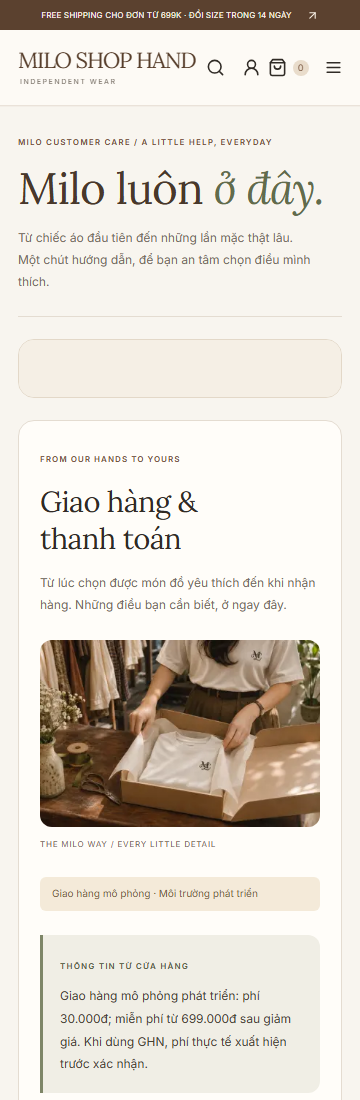 FREE SHIPPING CHO ĐƠN TỪ 699K · ĐỔI SIZE TRONG 14 NGÀY
MILO SHOP HAND
INDEPENDENT WEAR
0
MILO CUSTOMER CARE / A LITTLE HELP, EVERYDAY
Milo luôn ở đây.
Từ chiếc áo đầu tiên đến những lần mặc thật lâu.
Một chút hướng dẫn, để bạn an tâm chọn điều mình
thích.
FROM OUR HANDS TO YOURS
Giao hàng &
thanh toán
Từ lúc chọn được món đồ yêu thích đến khi nhận
hàng. Những điều bạn cần biết, ở ngay đây.
THE MILO WAY / EVERY LITTLE DETAIL
Giao hàng mô phỏng · Môi trường phát triển
THÔNG TIN TỪ CỬA HÀNG
Giao hàng mô phỏng phát triển: phí
30.000đ; miễn phí từ 699.000đ sau giảm
giá. Khi dùng GHN, phí thực tế xuất hiện
trước xác nhận.